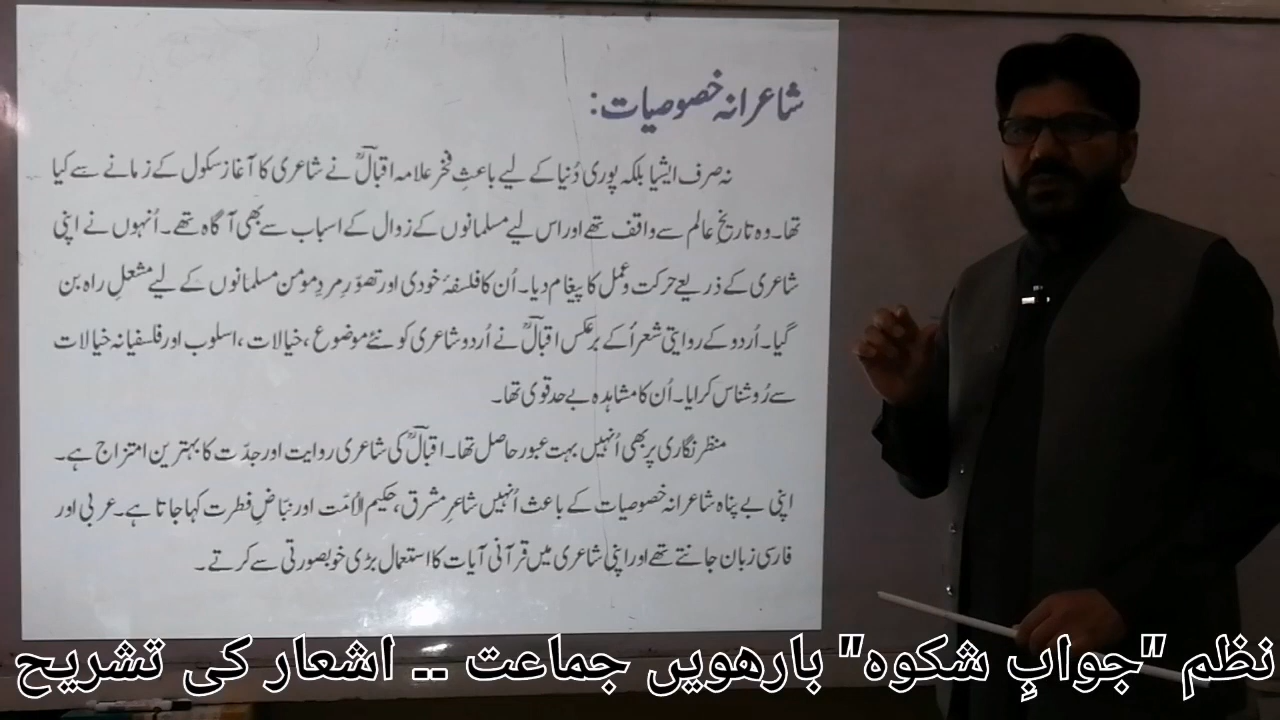 شاعرانہ خصوصیات:
نہ صرف ایشیا بلکہ پوری دُنیا کے لیے باعثِ فخر علامہ اقبالؒ نے شاعری کا آغاز سکول کے زمانے سے کیا
تھا۔ وہ تاریخِ عالم سے واقف تھے اور اس لیے مسلمانوں کے زوال کے اسباب سے بھی آگاہ تھے۔ اُنہوں نے اپنی
شاعری کے ذریعے حرکت و عمل کا پیغام دیا۔ اُن کا فلسفۂ خودی اور تصوّرِ مردِ مومن مسلمانوں کے لیے مشعلِ راہ بن
گیا۔ اُردو کے روایتی شعرأ کے برعکس اقبالؒ نے اُردو شاعری کو نئے موضوع، خیالات، اسلوب اور فلسفیانہ خیالات
سے رُوشناس کرایا۔ اُن کا مشاہدہ بے حد قوی تھا۔
منظر نگاری پر بھی اُنہیں بہت عبور حاصل تھا۔ اقبالؒ کی شاعری روایت اور جدّت کا بہترین امتزاج ہے۔
اپنی بے پناہ شاعرانہ خصوصیات کے باعث اُنہیں شاعرِ مشرق، حکیم الاُمّت اور نبّاضِ فطرت کہا جاتا ہے۔ عربی اور
فارسی زبان جانتے تھے اور اپنی شاعری میں قرآنی آیات کا استعمال بڑی خوبصورتی سے کرتے۔
نظم "جوابِ شکوہ" بارھویں جماعت -- اشعار کی تشریح